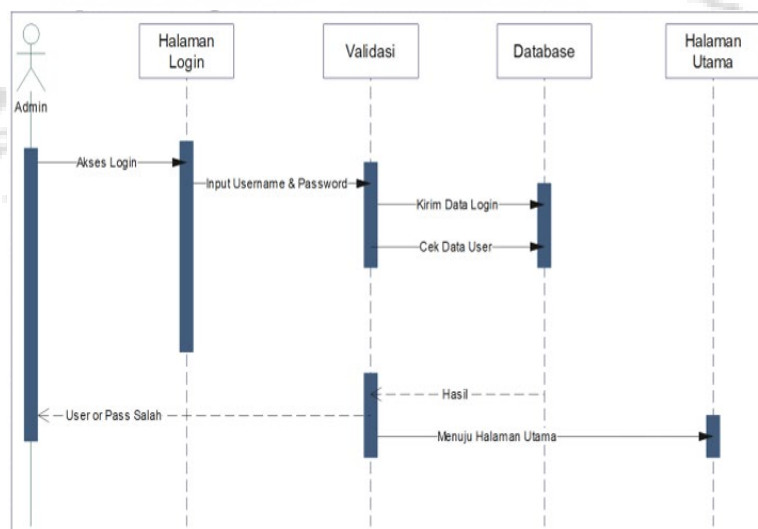 Halaman
Login
Validasi
Database
Halaman
Utama
Admin
Akses Login
Input Username & Password
Kirim Data Login
Cek Data User
Hasil
User or Pass Salah
Menuju Halaman Utama